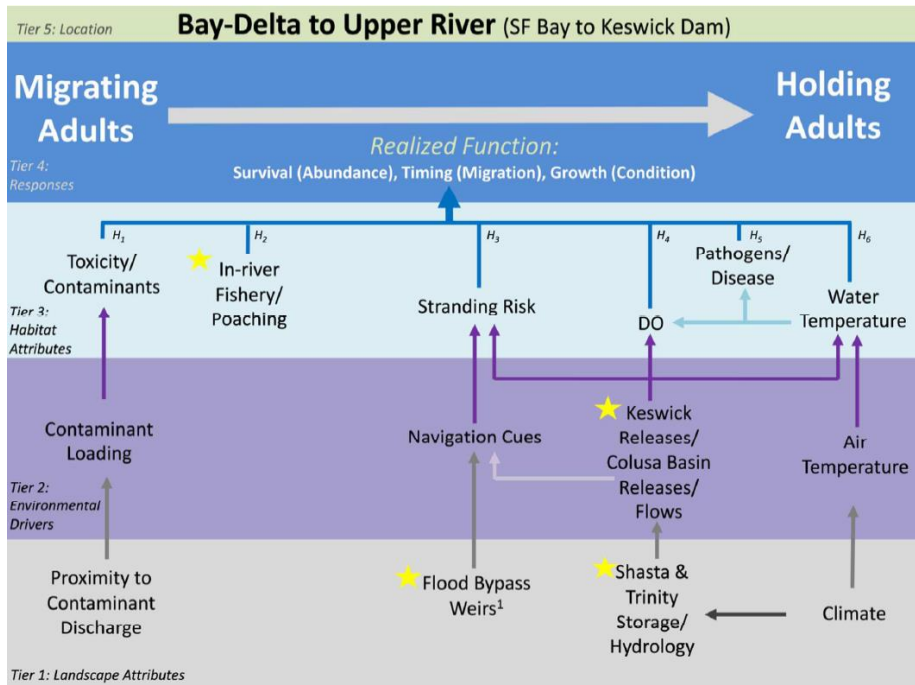 Tier 5: Location
Bay-Delta to Upper River (SF Bay to Keswick Dam)
Migrating
Adults
Holding
Adults
Realized Function:
Survival (Abundance), Timing (Migration), Growth (Condition)
Tier 4:
Responses
H1
Toxicity/
Contaminants
H2
In-river
Fishery/
Poaching
H3
Stranding Risk
H4
DO
H5
Pathogens/
Disease
H6
Water
Temperature
Tier 3:
Habitat
Attributes
Contaminant
Loading
Navigation Cues
Keswick
Releases/
Colusa Basin
Releases/
Flows
Air
Temperature
Tier 2:
Environmental
Drivers
Proximity to
Contaminant
Discharge
Flood Bypass
Weirs1
Shasta &
Trinity
Storage/
Hydrology
Climate
Tier 1: Landscape Attributes